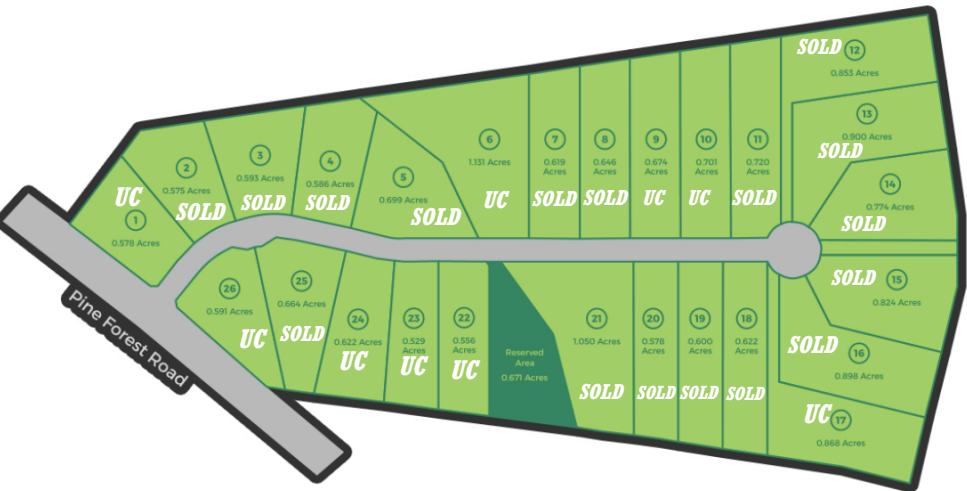 SOLD
12
0.853 Acres
13
0.900 Acres
SOLD
14
0.774 Acres
SOLD
SOLD
15
0.824 Acres
SOLD
16
0.898 Acres
UC
17
0.868 Acres
UC
1
0.578 Acres
2
0.575 Acres
SOLD
3
0.593 Acres
SOLD
4
0.586 Acres
SOLD
5
0.699 Acres
SOLD
6
1.131 Acres
UC
7
0.619
Acres
SOLD
8
0.646
Acres
SOLD
9
0.674
Acres
UC
10
0.701
Acres
UC
11
0.720
Acres
SOLD
26
0.591 Acres
UC
25
0.664 Acres
SOLD
24
0.622 Acres
UC
23
0.529
Acres
UC
22
0.556
Acres
UC
Reserved
Area
0.671 Acres
21
1.050 Acres
SOLD
20
0.578
Acres
SOLD
19
0.600
Acres
SOLD
18
0.622
Acres
SOLD
Pine Forest Road